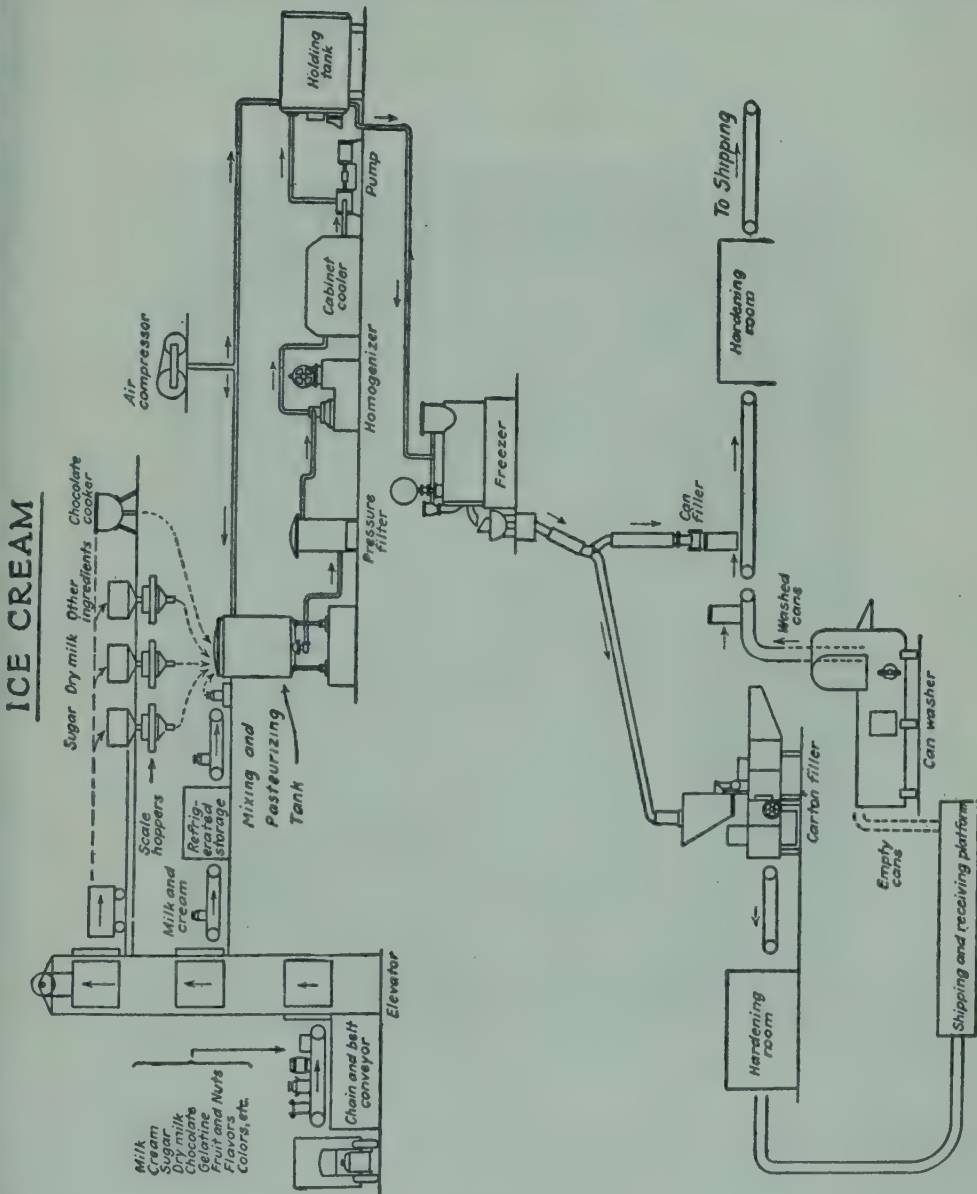 ICE CREAM
Milk
Cream
Sugar
Dry milk
Chocolate
Gelatine
Fruit and Nuts
Flavors
Colors, etc.
Chain and belt
conveyor
Elevator
Milk and
cream
Scale
hoppers
Refrig-
erated
storage
Sugar
Dry milk
Other
ingredients
Chocolate
cooker
Mixing and
Pasteurizing
Tank
Air
compressor
Pressure
filter
Homogenizer
Cabinet
cooler
Pump
Holding
tank
Freezer
Can
filler
Washed
cans
Hardening
room
To Shipping
Carton filler
Can washer
Empty
cans
Hardening
room
Shipping and receiving platform